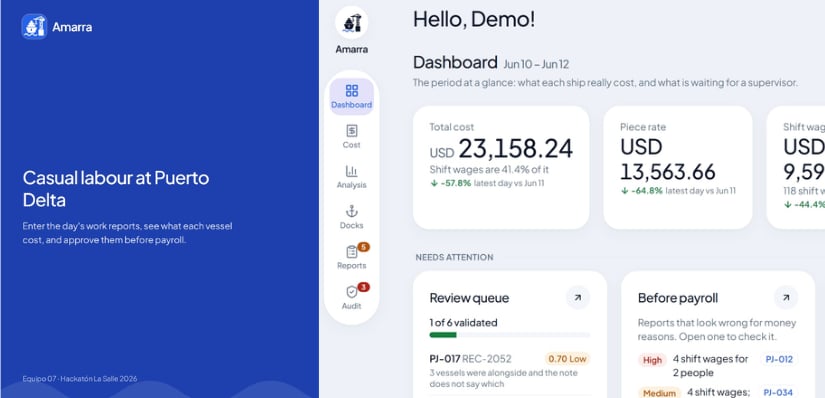 Amarra
Casual labour at Puerto
Delta
Enter the day's work reports, see what each vessel
cost, and approve them before payroll.
Equipo 07 · Hackatón La Salle 2026
Amarra
Dashboard
Cost
Analysis
Docks
5
Reports
3
Audit
Hello, Demo!
Dashboard Jun 10 – Jun 12
The period at a glance: what each ship really cost, and what is waiting for a supervisor.
Total cost
USD 23,158.24
Shift wages are 41.4% of it
↓ -57.8% latest day vs Jun 11
Piece rate
USD
13,563.66
↓ -64.8% latest day vs Jun 11
Shift wag
USD
9,59
118 shift w
↓ -44.4%
NEEDS ATTENTION
Review queue
1 of 6 validated
PJ-017 REC-2052 0.70 Low
3 vessels were alongside and the note
does not say which
Before payroll
Reports that look wrong for money
reasons. Open one to check it.
High 4 shift wages for PJ-012
2 people
Medium 4 shift wages; PJ-034